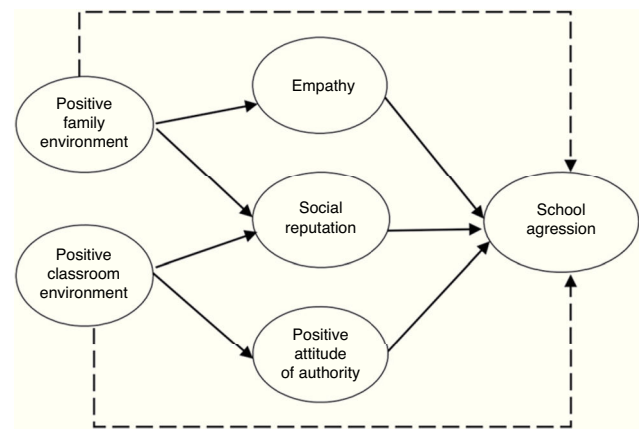 Positive
family
environment
Empathy
Social
reputation
School
agression
Positive
classroom
environment
Positive
attitude
of authority